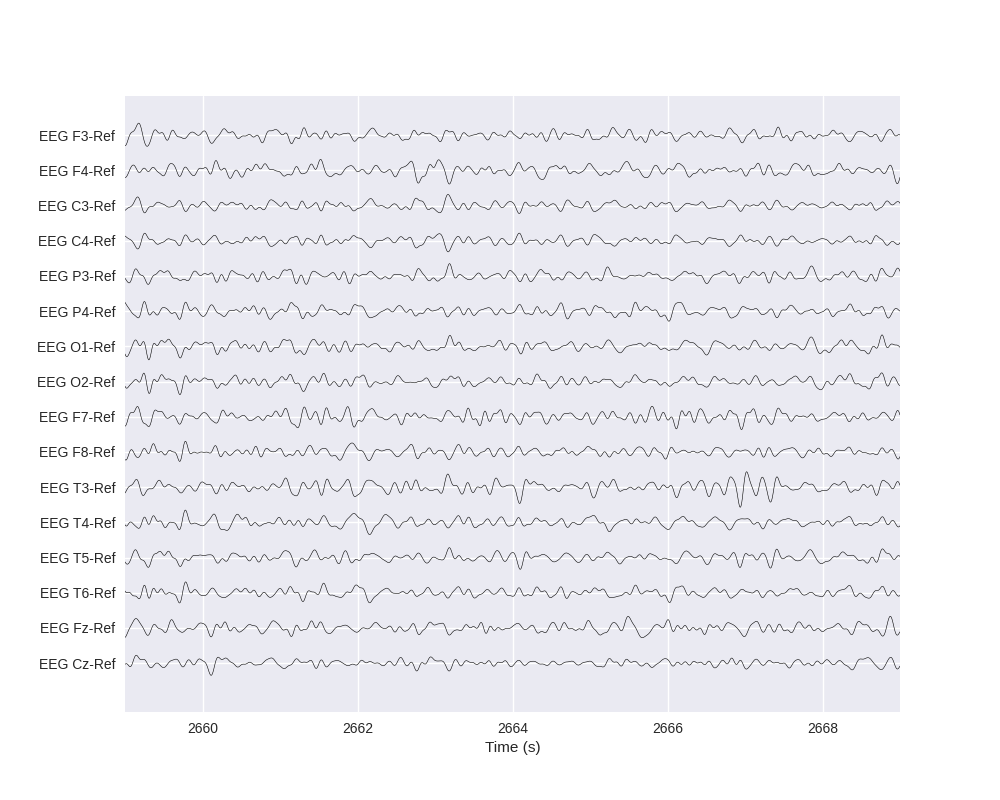 EEG F3-Ref
EEG F4-Ref
EEG C3-Ref
EEG C4-Ref
EEG P3-Ref
EEG P4-Ref
EEG O1-Ref
EEG O2-Ref
EEG F7-Ref
EEG F8-Ref
EEG T3-Ref
EEG T4-Ref
EEG T5-Ref
EEG T6-Ref
EEG Fz-Ref
EEG Cz-Ref
2660 2662 2664 2666 2668
Time (s)